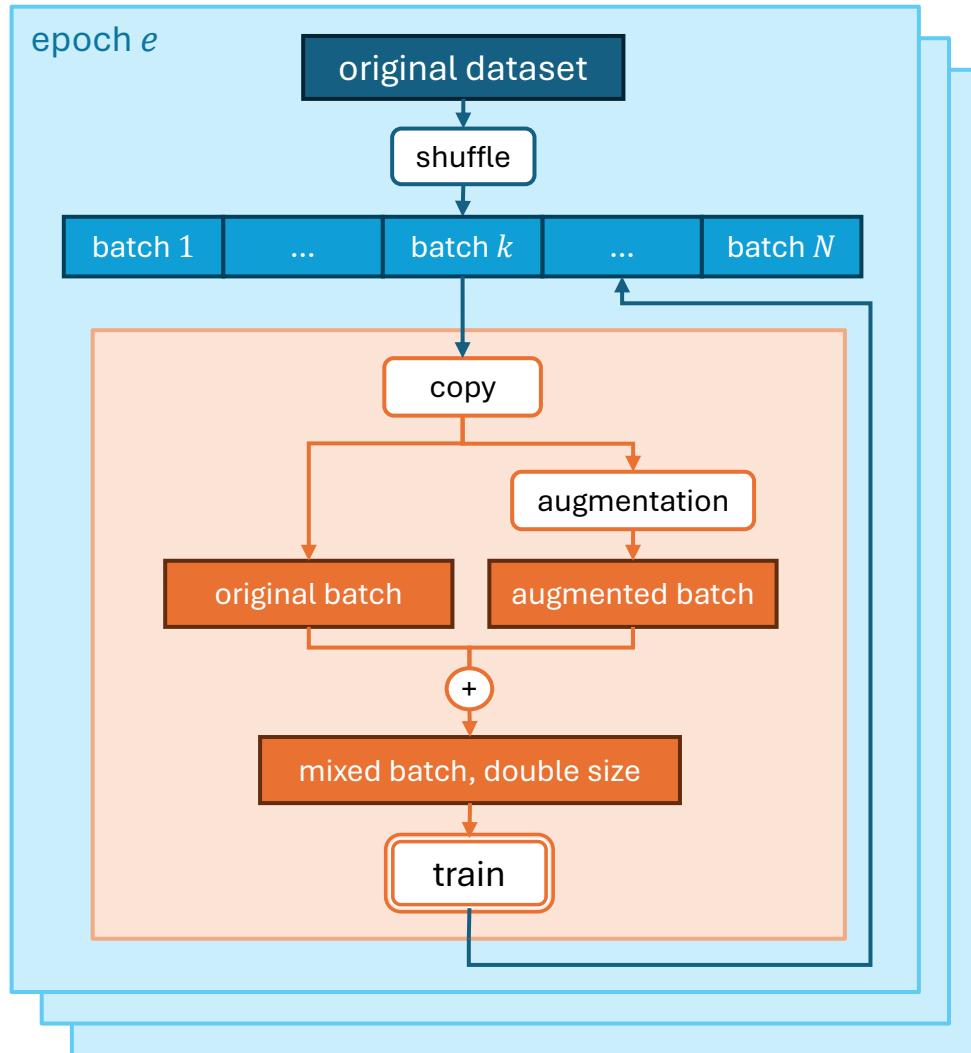 epoch e
original dataset
shuffle
batch 1
...
batch k
...
batch N
copy
augmentation
original batch
augmented batch
+
mixed batch, double size
train